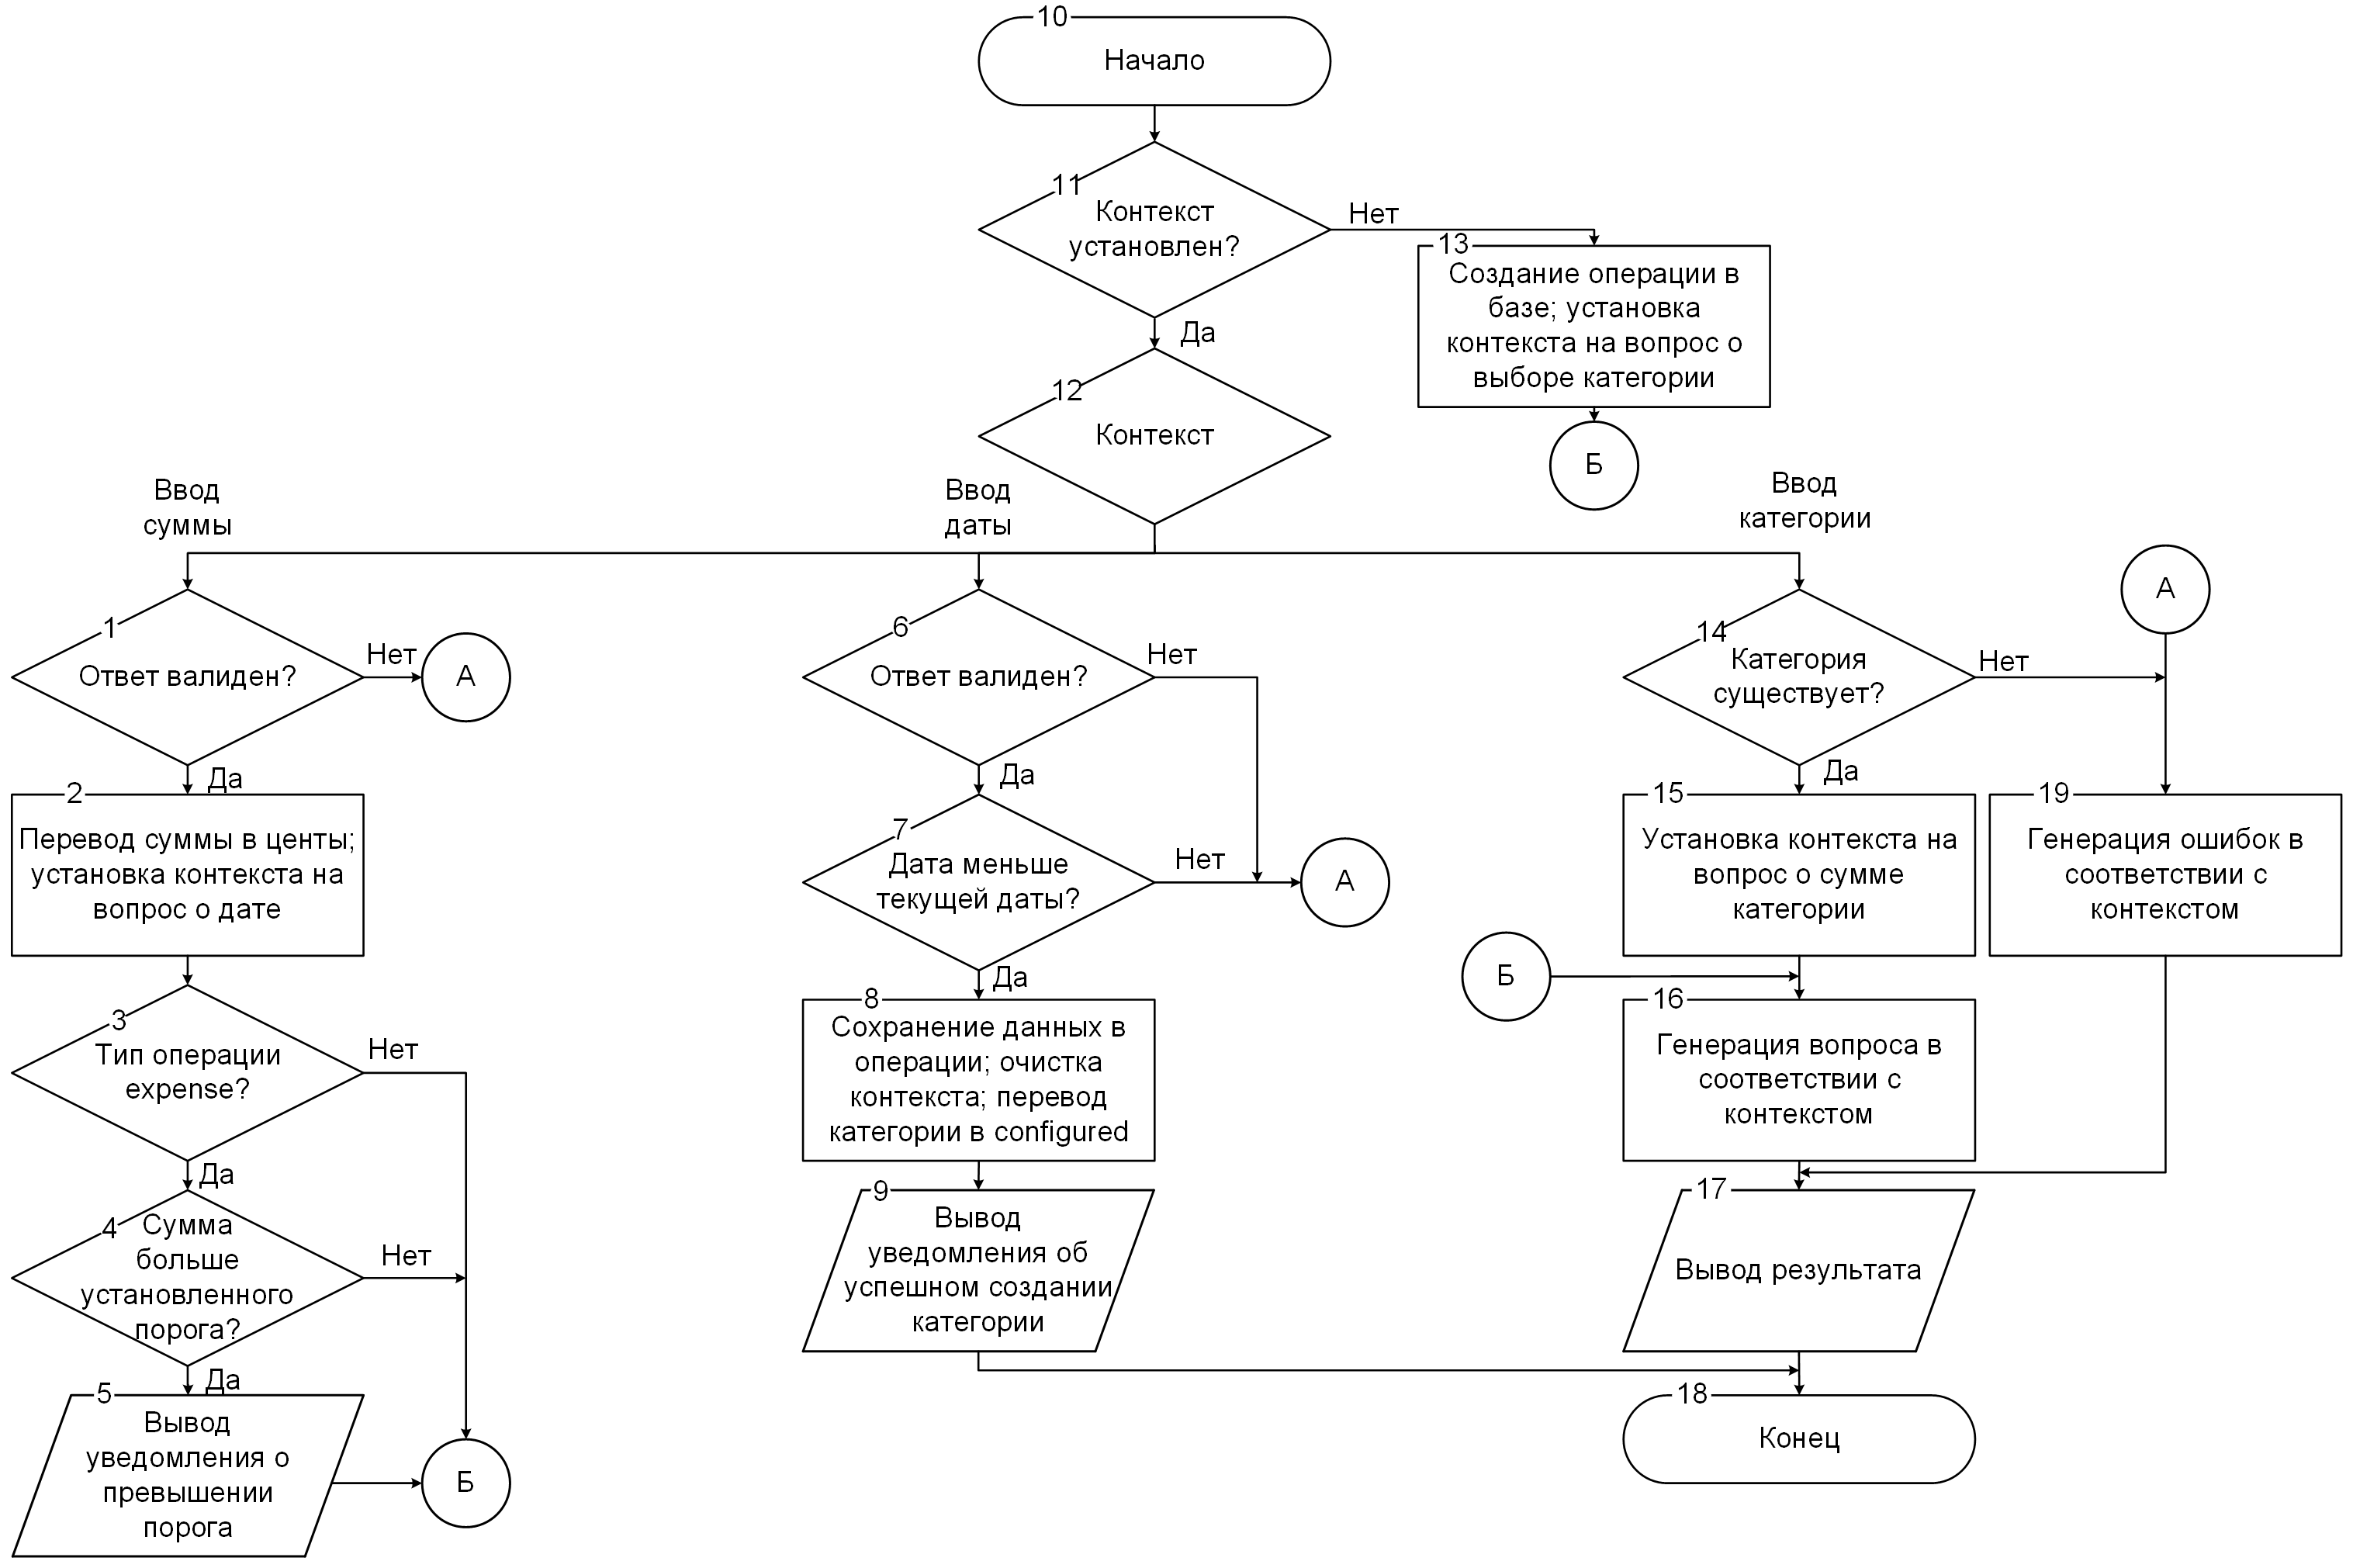 10
Начало
11
Контекст
установлен?
Нет
13
Создание операции в
базе; установка
контекста на вопрос о
выборе категории
Да
12
Контекст
Б
Ввод
суммы
Ввод
даты
Ввод
категории
А
1
Ответ валиден?
Нет
А
6
Ответ валиден?
Нет
14
Категория
существует?
Нет
Да
2
Перевод суммы в центы;
установка контекста на
вопрос о дате
Да
7
Дата меньше
текущей даты?
Нет
А
Да
15
Установка контекста на
вопрос о сумме
категории
19
Генерация ошибок в
соответствии с
контекстом
3
Тип операции
expense?
Нет
Да
8
Сохранение данных в
операции; очистка
контекста; перевод
категории в configured
Б
16
Генерация вопроса в
соответствии с
контекстом
Да
4
Сумма
больше
установленного
порога?
Нет
9
Вывод
уведомления об
успешном создании
категории
17
Вывод результата
Да
5
Вывод
уведомления о
превышении
порога
Б
18
Конец